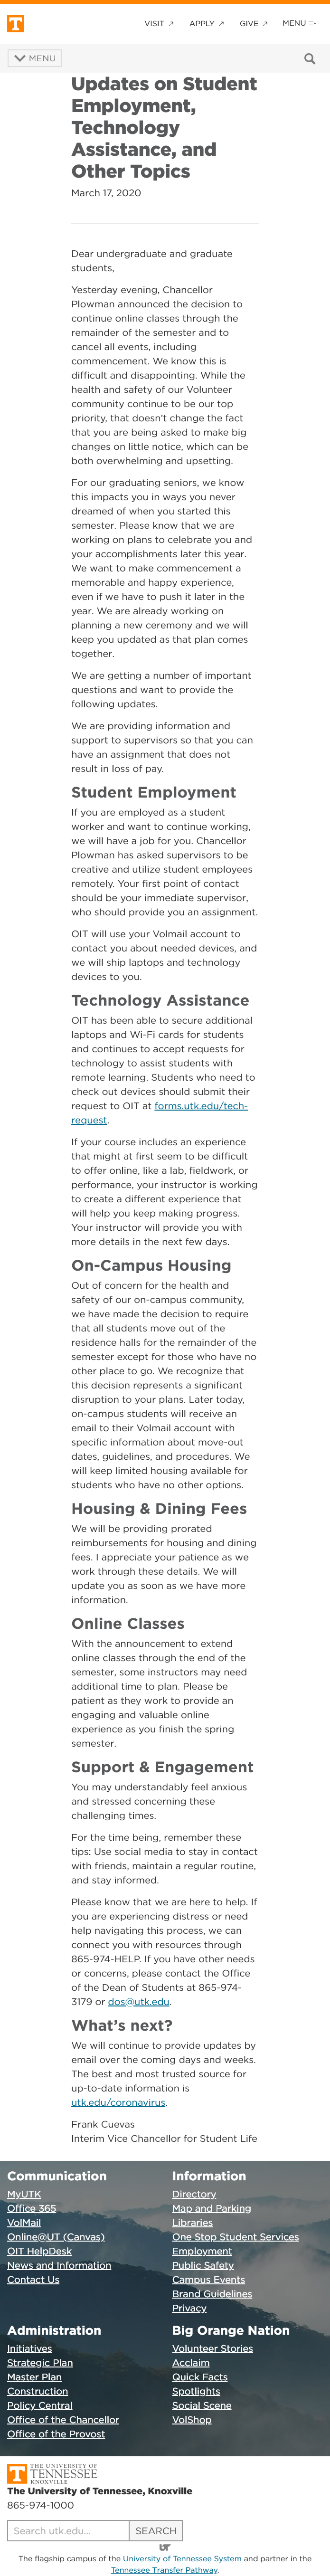 T
VISIT ↗ APPLY ↗ GIVE ↗ MENU
MENU
Updates on Student
Employment,
Technology
Assistance, and
Other Topics
March 17, 2020
Dear undergraduate and graduate
students,
Yesterday evening, Chancellor
Plowman announced the decision to
continue online classes through the
remainder of the semester and to
cancel all events, including
commencement. We know this is
difficult and disappointing. While the
health and safety of our Volunteer
community continue to be our top
priority, that doesn’t change the fact
that you are being asked to make big
changes on little notice, which can be
both overwhelming and upsetting.
For our graduating seniors, we know
this impacts you in ways you never
dreamed of when you started this
semester. Please know that we are
working on plans to celebrate you and
your accomplishments later this year.
We want to make commencement a
memorable and happy experience,
even if we have to push it later in the
year. We are already working on
planning a new ceremony and we will
keep you updated as that plan comes
together.
We are getting a number of important
questions and want to provide the
following updates.
We are providing information and
support to supervisors so that you can
have an assignment that does not
result in loss of pay.
Student Employment
If you are employed as a student
worker and want to continue working,
we will have a job for you. Chancellor
Plowman has asked supervisors to be
creative and utilize student employees
remotely. Your first point of contact
should be your immediate supervisor,
who should provide you an assignment.
OIT will use your Volmail account to
contact you about needed devices, and
we will ship laptops and technology
devices to you.
Technology Assistance
OIT has been able to secure additional
laptops and Wi-Fi cards for students
and continues to accept requests for
technology to assist students with
remote learning. Students who need to
check out devices should submit their
request to OIT at forms.utk.edu/tech-
request.
If your course includes an experience
that might at first seem to be difficult
to offer online, like a lab, fieldwork, or
performance, your instructor is working
to create a different experience that
will help you keep making progress.
Your instructor will provide you with
more details in the next few days.
On-Campus Housing
Out of concern for the health and
safety of our on-campus community,
we have made the decision to require
that all students move out of the
residence halls for the remainder of the
semester except for those who have no
other place to go. We recognize that
this decision represents a significant
disruption to your plans. Later today,
on-campus students will receive an
email to their Volmail account with
specific information about move-out
dates, guidelines, and procedures. We
will keep limited housing available for
students who have no other options.
Housing & Dining Fees
We will be providing prorated
reimbursements for housing and dining
fees. I appreciate your patience as we
work through these details. We will
update you as soon as we have more
information.
Online Classes
With the announcement to extend
online classes through the end of the
semester, some instructors may need
additional time to plan. Please be
patient as they work to provide an
engaging and valuable online
experience as you finish the spring
semester.
Support & Engagement
You may understandably feel anxious
and stressed concerning these
challenging times.
For the time being, remember these
tips: Use social media to stay in contact
with friends, maintain a regular routine,
and stay informed.
Please know that we are here to help. If
you are experiencing distress or need
help navigating this process, we can
connect you with resources through
865-974-HELP. If you have other needs
or concerns, please contact the Office
of the Dean of Students at 865-974-
3179 or dos@utk.edu.
What’s next?
We will continue to provide updates by
email over the coming days and weeks.
The best and most trusted source for
up-to-date information is
utk.edu/coronavirus.
Frank Cuevas
Interim Vice Chancellor for Student Life
Communication
MyUTK
Office 365
VolMail
Online@UT (Canvas)
OIT HelpDesk
News and Information
Contact Us
Information
Directory
Map and Parking
Libraries
One Stop Student Services
Employment
Public Safety
Campus Events
Brand Guidelines
Privacy
Administration
Initiatives
Strategic Plan
Master Plan
Construction
Policy Central
Office of the Chancellor
Office of the Provost
Big Orange Nation
Volunteer Stories
Acclaim
Quick Facts
Spotlights
Social Scene
VolShop
T THE UNIVERSITY OF
TENNESSEE
KNOXVILLE
The University of Tennessee, Knoxville
865-974-1000
Search utk.edu... SEARCH
UT
The flagship campus of the University of Tennessee System and partner in the
Tennessee Transfer Pathway.